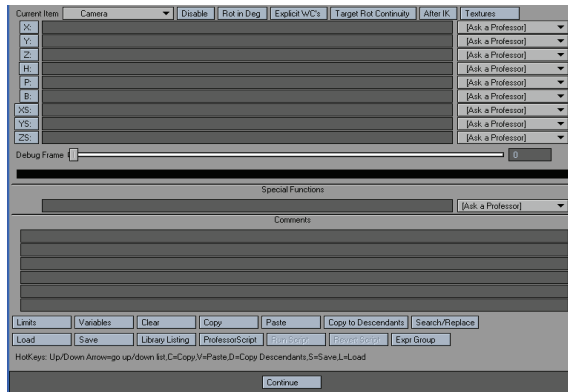 Current Item Camera Disable Rot in Deg Explicit WC's Target Rot Continuity After IK Textures
X: [Ask a Professor]
Y: [Ask a Professor]
Z: [Ask a Professor]
H: [Ask a Professor]
P: [Ask a Professor]
B: [Ask a Professor]
XS: [Ask a Professor]
YS: [Ask a Professor]
ZS: [Ask a Professor]
Debug Frame 0
Special Functions
[Ask a Professor]
Comments
Limits Variables Clear Copy Paste Copy to Descendants Search/Replace
Load Save Library Listing ProfessorScript Run Script Revert Script Expr Group
HotKeys: Up/Down Arrow=go up/down list,C=Copy,V=Paste,D=Copy Descendants,S=Save,L=Load
Continue